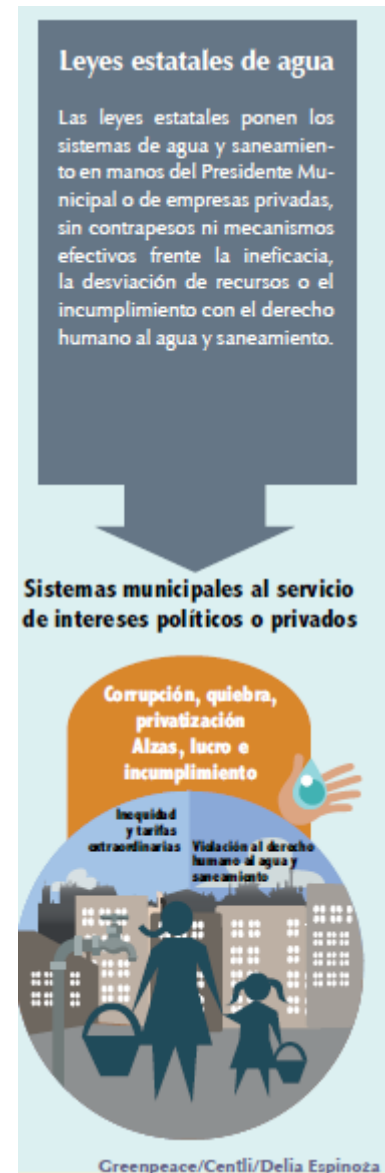 Leyes estatales de agua
Las leyes estatales ponen los
sistemas de agua y saneamien-
to en manos del Presidente Mu-
nicipal o de empresas privadas,
sin contrapesos ni mecanismos
efectivos frente la ineficacia,
la desviación de recursos o el
incumplimiento con el derecho
humano al agua y saneamiento.
Sistemas municipales al servicio
de intereses políticos o privados
Corrupción, quiebra,
privatización
Alzas, lucro e
incumplimiento
Inequidad
y tarifas
extraordinarias
Violación al derecho
humano al agua y
saneamiento
Greenpeace/Centli/Delia Espinoza